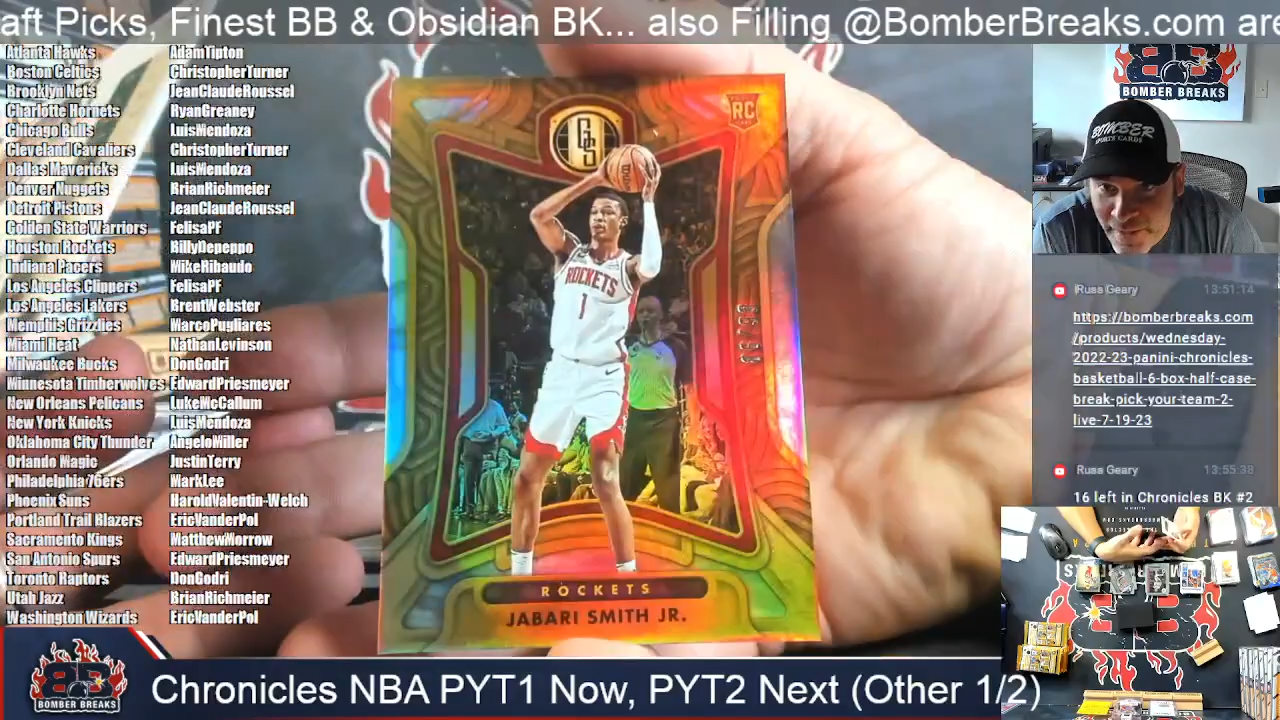 aft Picks, Finest BB & Obsidian BK... also Filling @BomberBreaks.com are
Atlanta Hawks AdamTipton
Boston Celtics ChristopherTurner
Brooklyn Nets JeanClaudeRoussel
Charlotte Hornets RyanGreaney
Chicago Bulls LuisMendoza
Cleveland Cavaliers ChristopherTurner
Dallas Mavericks LuisMendoza
Denver Nuggets BrianRichmeier
Detroit Pistons JeanClaudeRoussel
Golden State Warriors FelisaPF
Houston Rockets BillyDepeppo
Indiana Pacers MikeRibaudo
Los Angeles Clippers FelisaPF
Los Angeles Lakers BrentWebster
Memphis Grizzlies MarcoPugliares
Miami Heat NathanLevinson
Milwaukee Bucks DonGodri
Minnesota Timberwolves EdwardPriesmeyer
New Orleans Pelicans LukeMcCallum
New York Knicks LuisMendoza
Oklahoma City Thunder AngeloMiller
Orlando Magic JustinTerry
Philadelphia 76ers MarkLee
Phoenix Suns HaroldValentin-Welch
Portland Trail Blazers EricVanderPol
Sacramento Kings MatthewMorrow
San Antonio Spurs EdwardPriesmeyer
Toronto Raptors DonGodri
Utah Jazz BrianRichmeier
Washington Wizards EricVanderPol
GS
RC
ROCKETS
1
ROCKETS
JABARI SMITH JR.
BOMBER BREAKS
BOMBER
SPORTS CARDS
Russ Geary 13:51:14
https://bomberbreaks.com
/products/wednesday-
2022-23-panini-chronicles-
basketball-6-box-half-case-
break-pick-your-team-2-
live-7-19-23
Russ Geary 13:55:38
16 left in Chronicles BK #2
BB
BOMBER BREAKS
Chronicles NBA PYT1 Now, PYT2 Next (Other 1/2)